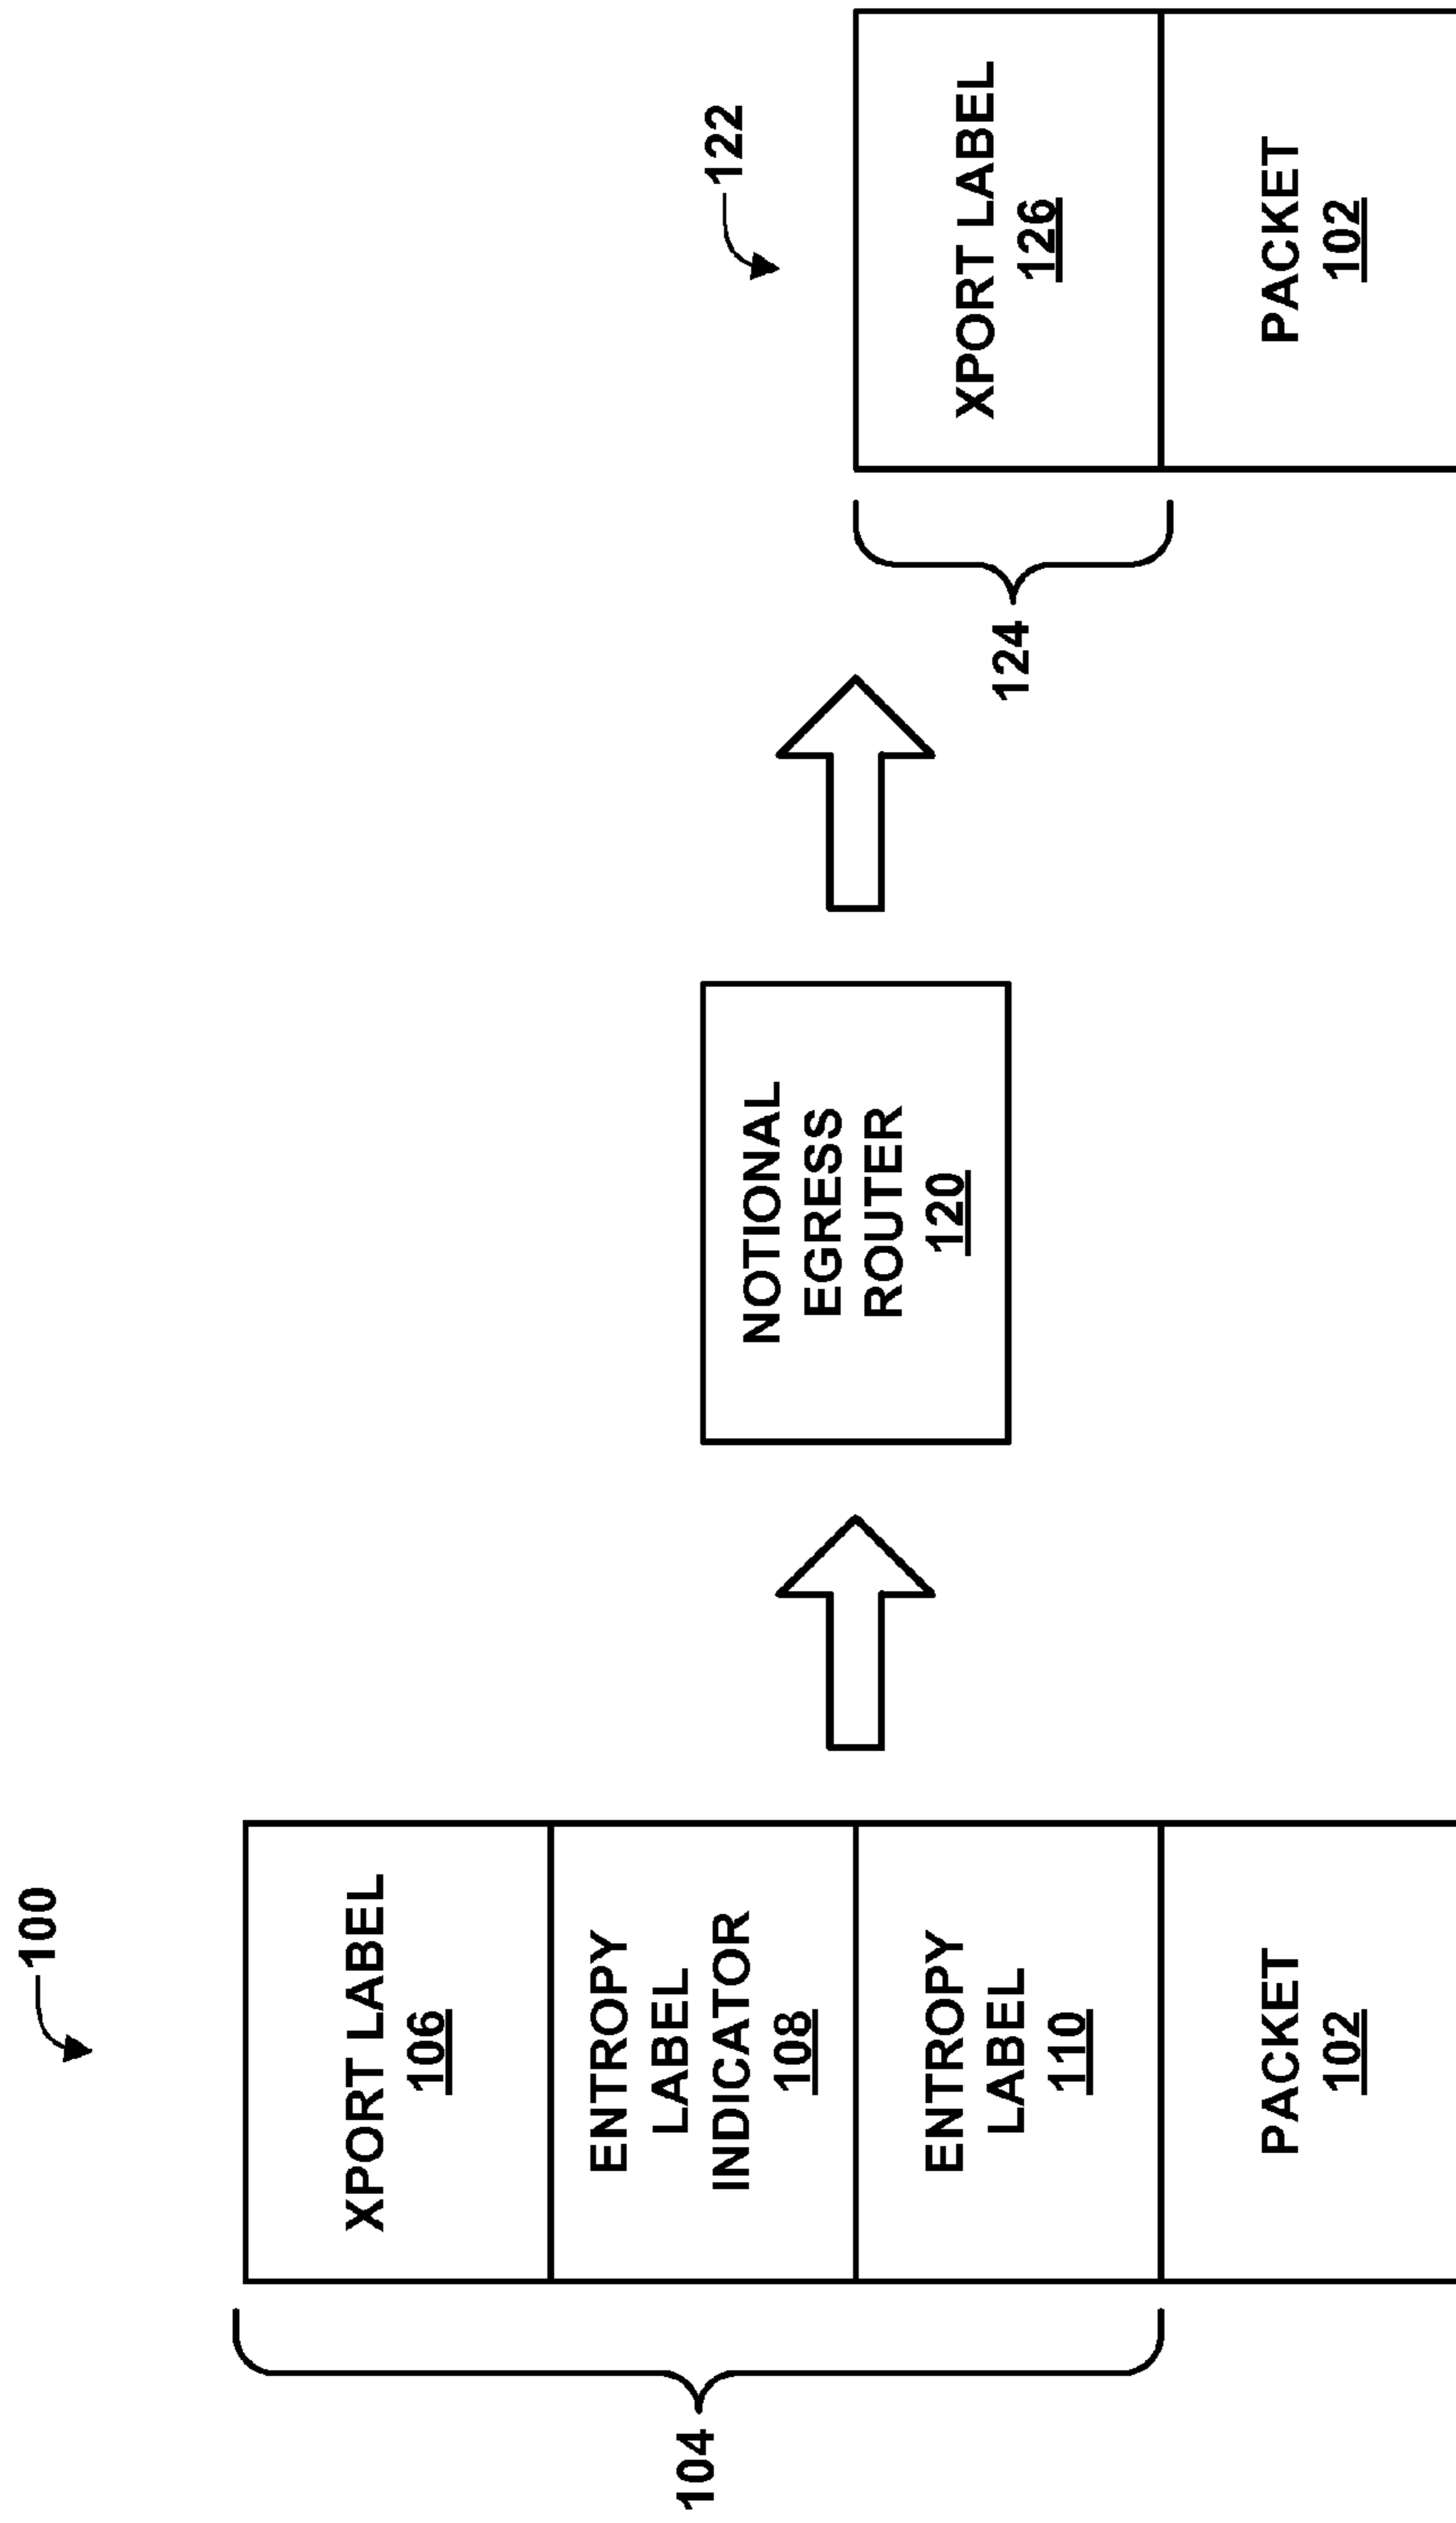 100
XPORT LABEL
106
ENTROPY
LABEL
INDICATOR
108
ENTROPY
LABEL
110
PACKET
102
104
NOTIONAL
EGRESS
ROUTER
120
122
XPORT LABEL
126
PACKET
102
124